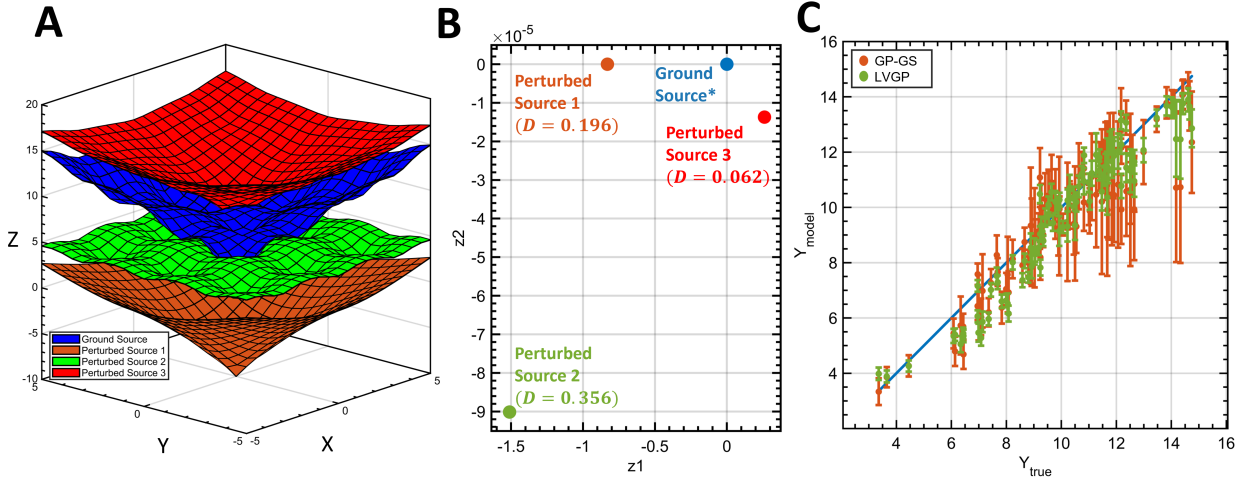 A
20
15
10
5
0
-5
-10
Z
Ground Source
Perturbed Source 1
Perturbed Source 2
Perturbed Source 3
5
0
-5
Y
-5
0
5
X
B
×10⁻⁵
0
-1
-2
-3
-4
-5
-6
-7
-8
-9
z2
Perturbed
Source 1
(D = 0.196)
Ground
Source*
Perturbed
Source 3
(D = 0.062)
Perturbed
Source 2
(D = 0.356)
-1.5
-1
-0.5
0
z1
C
16
14
12
10
8
6
4
Y_model
GP-GS
LVGP
4
6
8
10
12
14
16
Y_true